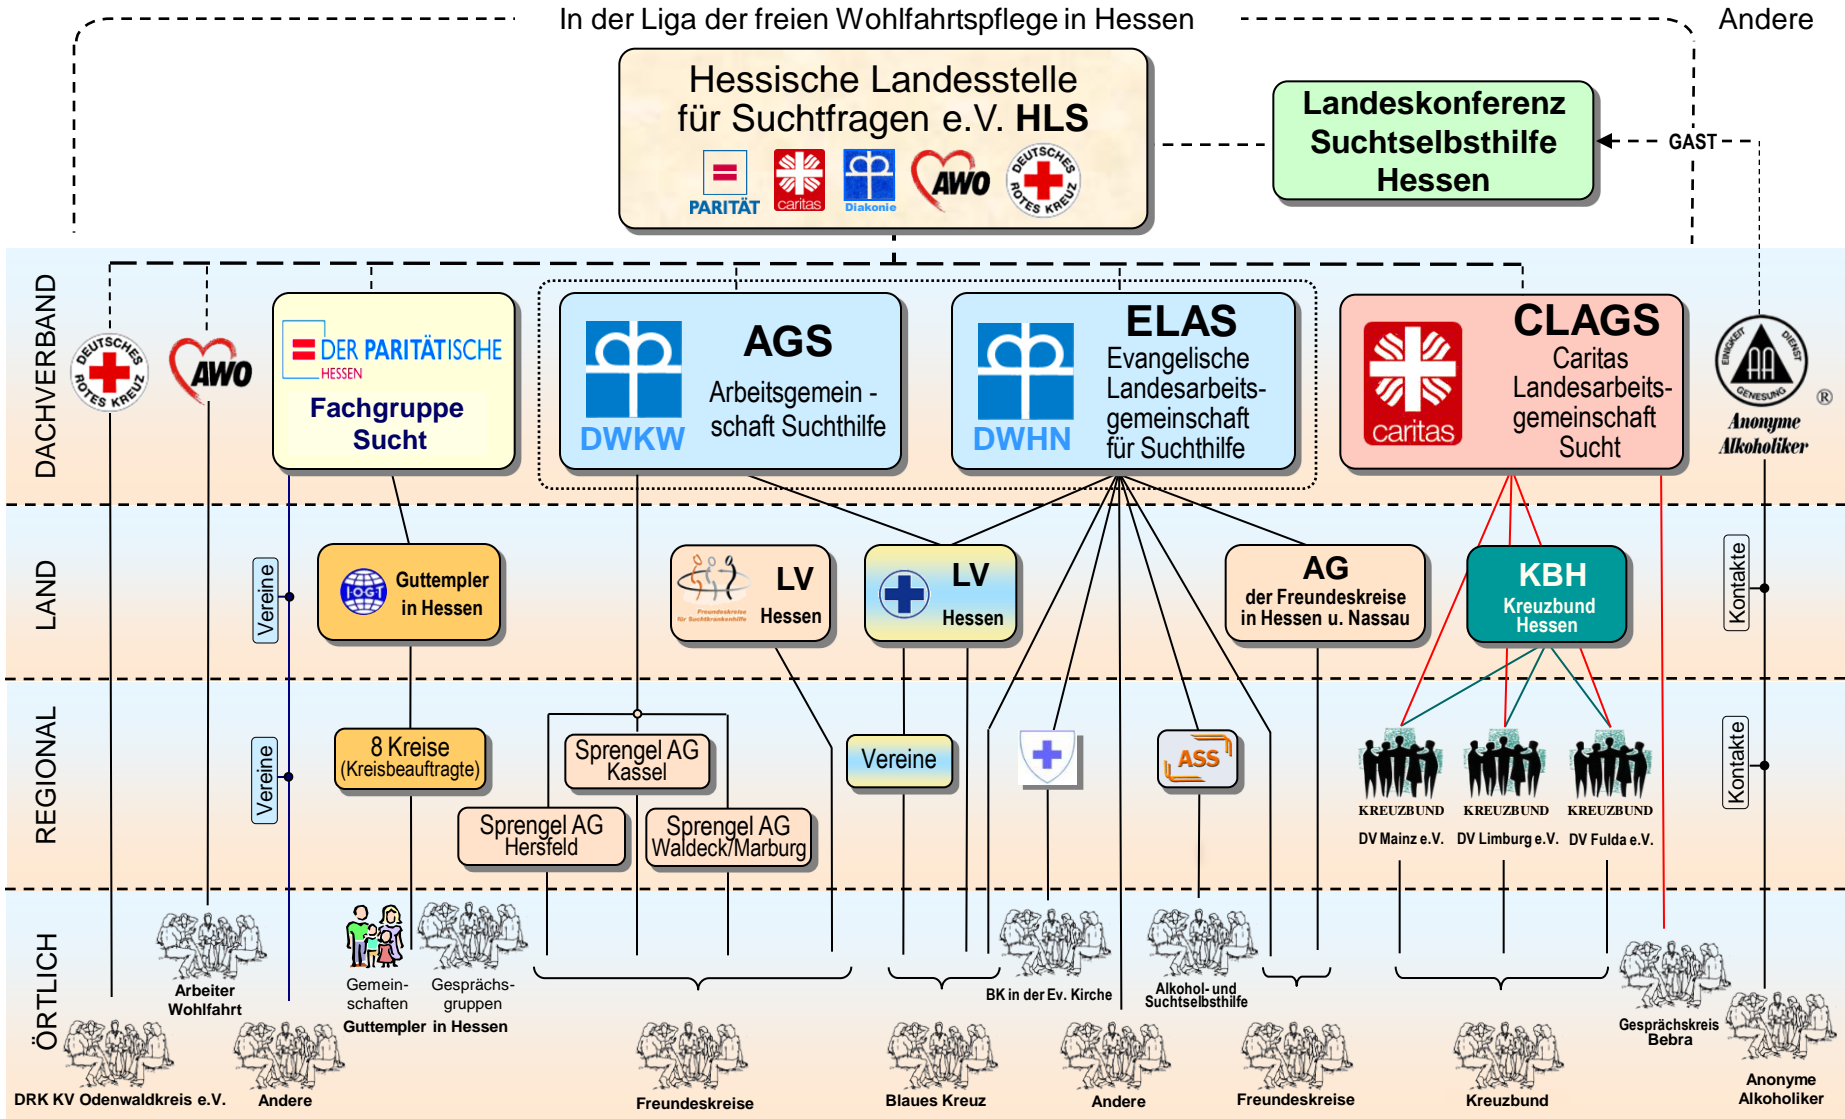 In der Liga der freien Wohlfahrtspflege in Hessen
Andere
Hessische Landesstelle
für Suchtfragen e.V. HLS
PARITÄT
caritas
Diakonie
AWO
DEUTSCHES
ROTES KREUZ
Landeskonferenz
Suchtselbsthilfe
Hessen
GAST
DACHVERBAND
DEUTSCHES
ROTES KREUZ
AWO
DER PARITÄTISCHE
HESSEN
Fachgruppe
Sucht
DWKW
AGS
Arbeitsgemein -
schaft Suchthilfe
DWHN
ELAS
Evangelische
Landesarbeits-
gemeinschaft
für Suchthilfe
caritas
CLAGS
Caritas
Landesarbeits-
gemeinschaft
Sucht
EINIGKEIT
DIENST
AA
GENESUNG
®
Anonyme
Alkoholiker
LAND
Vereine
I·O·G·T
Guttempler
in Hessen
LV
Hessen
Freundeskreise
für Suchtkrankenhilfe
LV
Hessen
AG
der Freundeskreise
in Hessen u. Nassau
KBH
Kreuzbund
Hessen
Kontakte
REGIONAL
Vereine
8 Kreise
(Kreisbeauftragte)
Sprengel AG
Kassel
Sprengel AG
Hersfeld
Sprengel AG
Waldeck/Marburg
Vereine
ASS
KREUZBUND
DV Mainz e.V.
KREUZBUND
DV Limburg e.V.
KREUZBUND
DV Fulda e.V.
Kontakte
ÖRTLICH
DRK KV Odenwaldkreis e.V.
Arbeiter
Wohlfahrt
Andere
Gemein-
schaften
Gesprächs-
gruppen
Guttempler in Hessen
Freundeskreise
Blaues Kreuz
BK in der Ev. Kirche
Andere
Alkohol- und
Suchtselbsthilfe
Freundeskreise
Kreuzbund
Gesprächskreis
Bebra
Anonyme
Alkoholiker